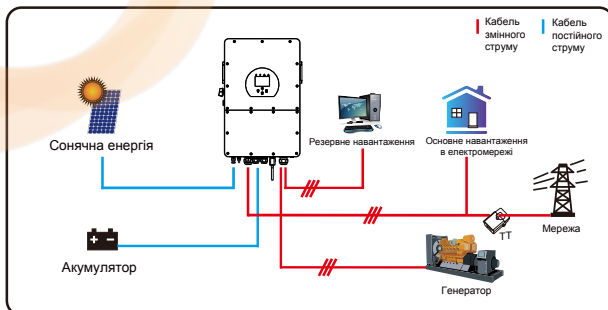 Кабель
змінного
струму
Кабель
постійного
струму
Сонячна енергія
Резервне навантаження
Основне навантаження
в електромережі
ТТ
Мережа
Акумулятор
Генератор